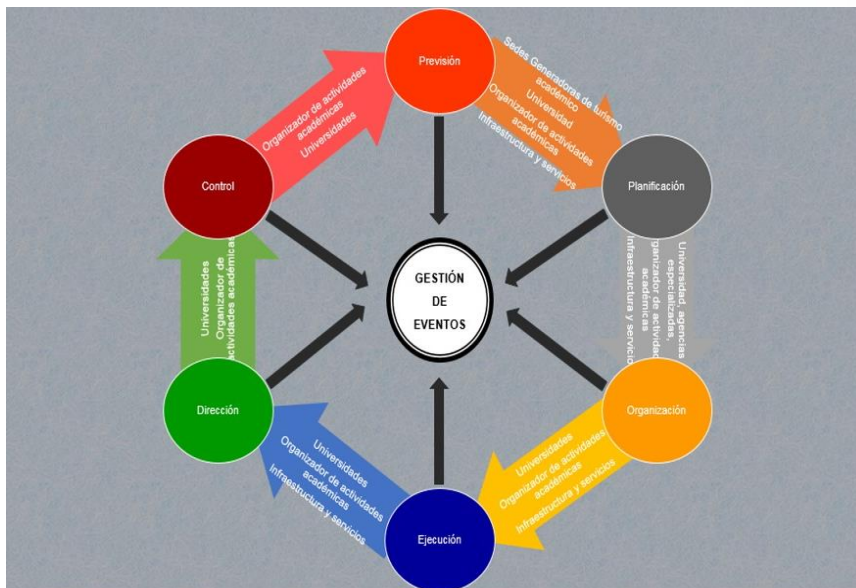 Previsión
Sedes Generadoras de turismo
académico
Universidad
Organizador de actividades
académicas
Infraestructura y servicios
Planificación
Universidad, agencias
especializadas,
organizador de actividad
académicas
Infraestructura y servicio
Organización
Universidades
Organizador de actividades
académicas
Infraestructura y servicios
Ejecución
Universidades
Organizador de actividades
académicas
Infraestructura y servicios
Dirección
Universidades
Organizador de
actividades académicas
Control
Organizador de actividades
académicas
Universidades
GESTIÓN
DE
EVENTOS